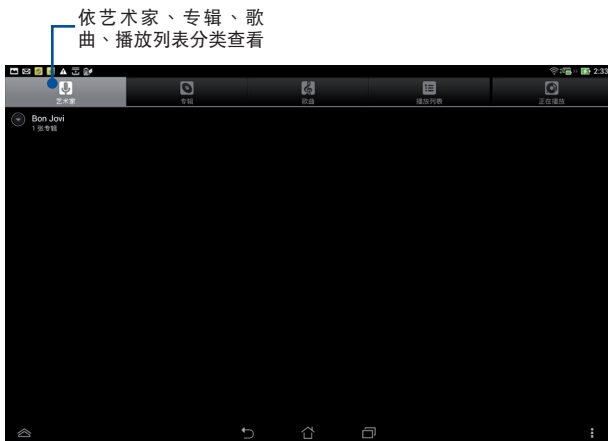 依艺术家、专辑、歌
曲、播放列表分类查看
2:33
艺术家
专辑
歌曲
播放列表
正在播放
Bon Jovi
1 张专辑